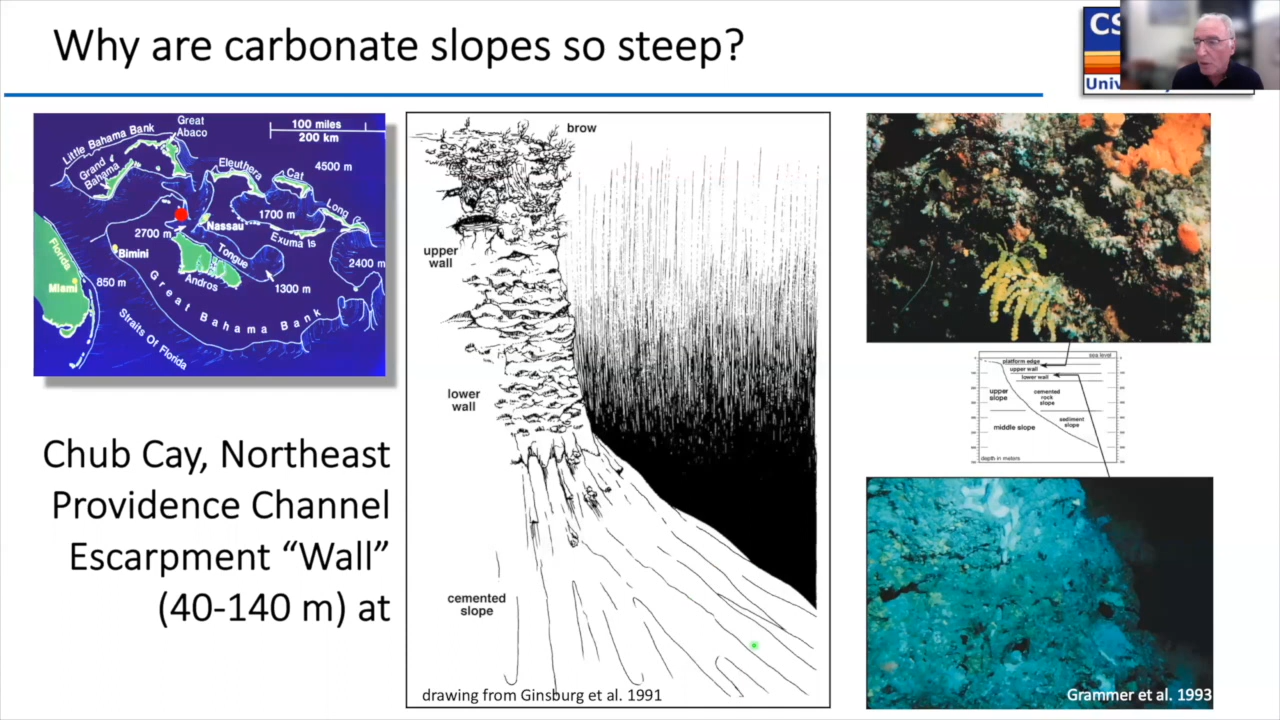 Why are carbonate slopes so steep?
CS
Univ
Little Bahama Bank
Great
Abaco
100 miles
200 km
Grand
Bahama
Eleuthera
4500 m
Cat
Long
1700 m
Nassau
Exuma Is
2700 m
Bimini
Tongue
2400 m
Florida
Miami
850 m
Andros
1300 m
Great Bahama Bank
Straits Of Florida
Chub Cay, Northeast
Providence Channel
Escarpment “Wall”
(40-140 m) at
brow
upper
wall
lower
wall
cemented
slope
drawing from Ginsburg et al. 1991
sea level
platform edge
upper wall
lower wall
upper
slope
cemented
rock
slope
sediment
slope
middle slope
depth in meters
Grammer et al. 1993